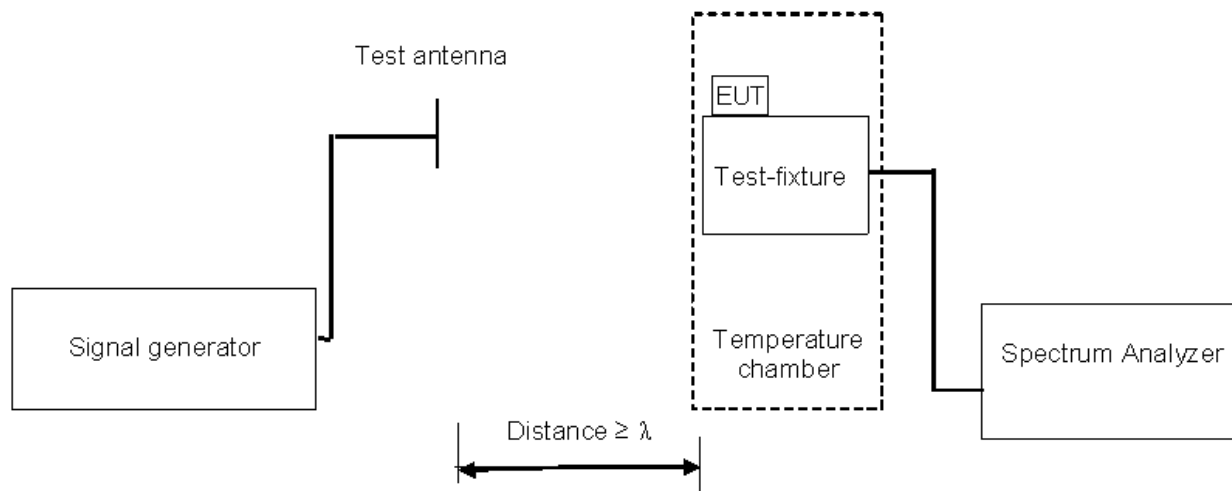 Test antenna
EUT
Test-fixture
Signal generator
Temperature
chamber
Spectrum Analyzer
Distance ≥ λ